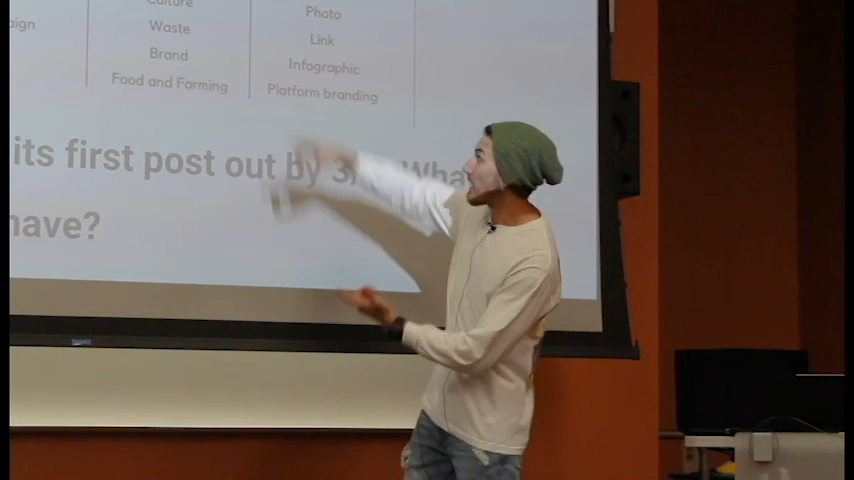 Culture
Photo
aign
Waste
Link
Brand
Infographic
Food and Farming
Platform branding
its first post out by 3
have?